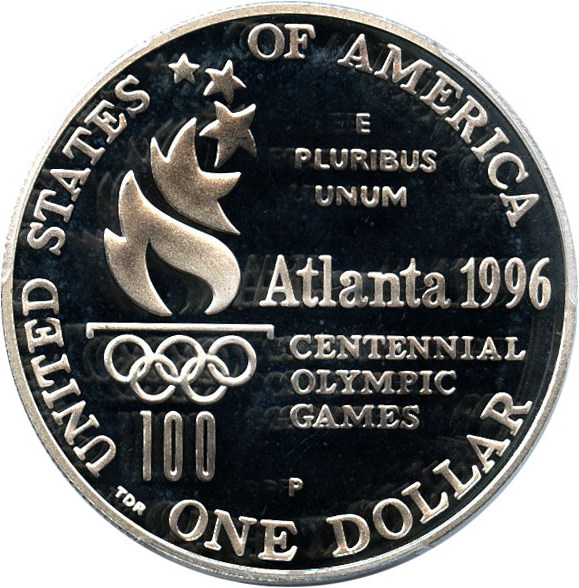 UNITED STATES OF AMERICA
E
PLURIBUS
UNUM
Atlanta 1996
CENTENNIAL
OLYMPIC
GAMES
100
P
TDR
ONE DOLLAR